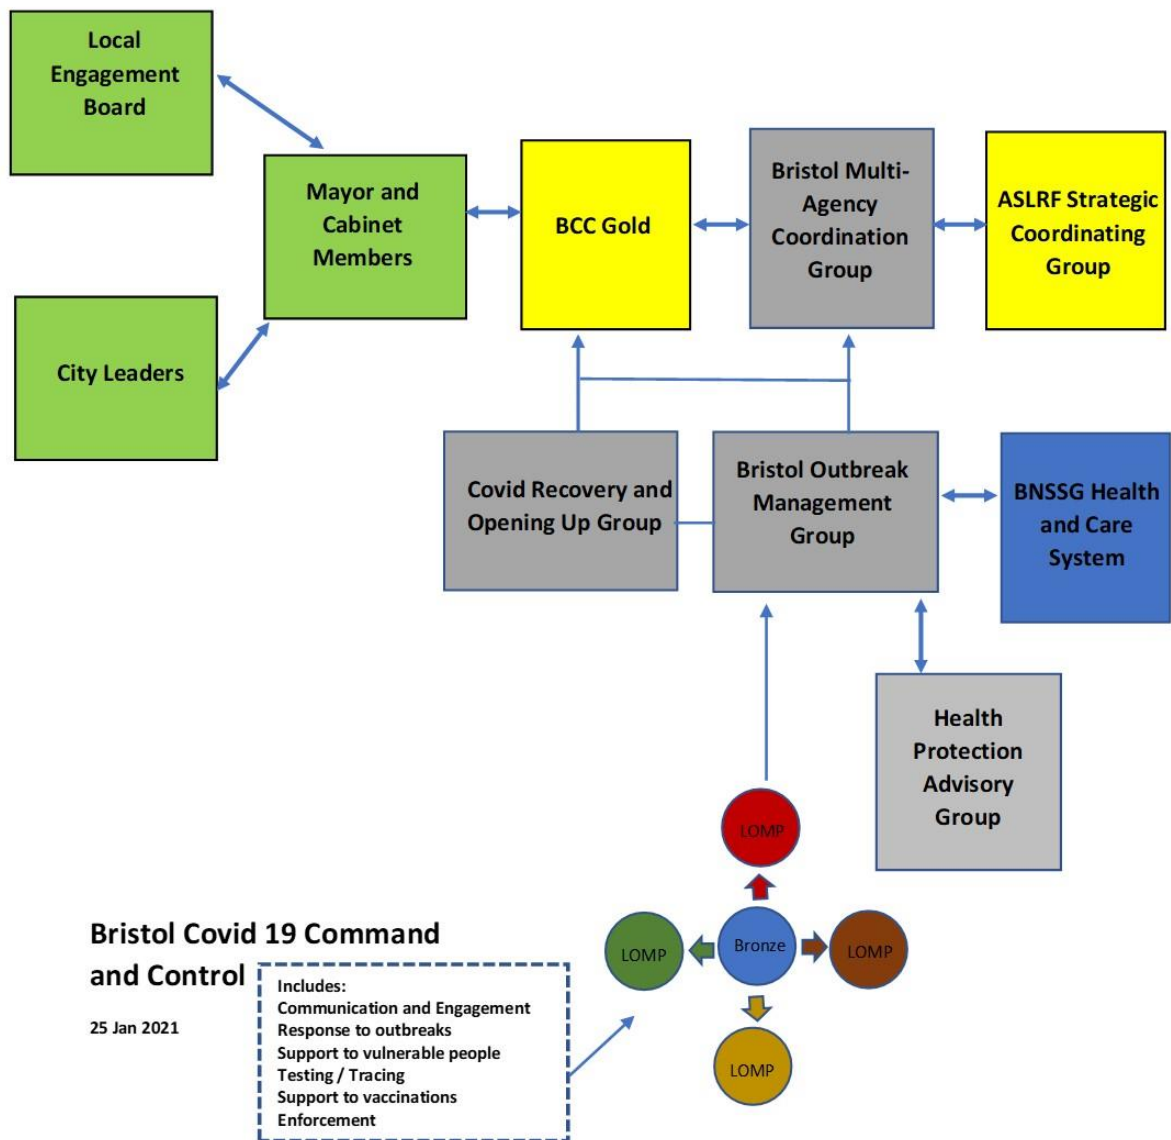 Local
Engagement
Board
Mayor and
Cabinet
Members
BCC Gold
Bristol Multi-
Agency
Coordination
Group
ASLRF Strategic
Coordinating
Group
City Leaders
Covid Recovery and
Opening Up Group
Bristol Outbreak
Management
Group
BNSSG Health
and Care
System
Health
Protection
Advisory
Group
LOMP
LOMP
Bronze
LOMP
LOMP
Bristol Covid 19 Command
and Control
25 Jan 2021
Includes:
Communication and Engagement
Response to outbreaks
Support to vulnerable people
Testing / Tracing
Support to vaccinations
Enforcement